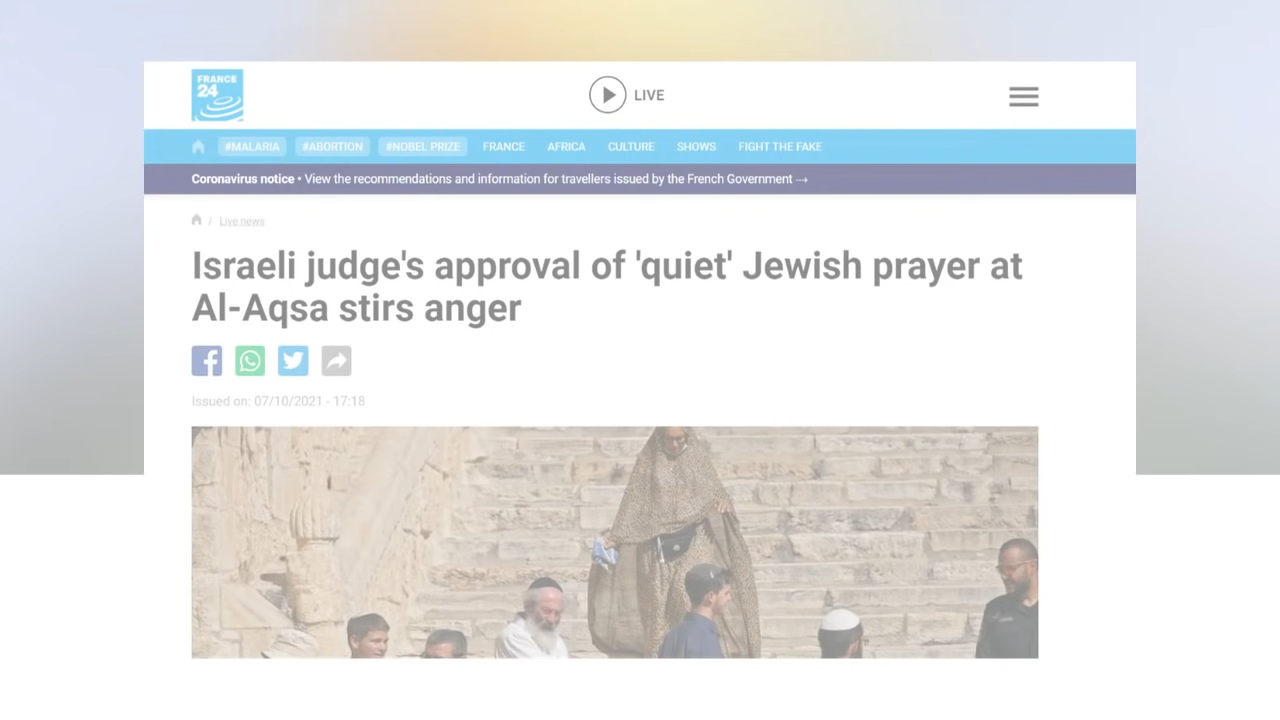 FRANCE
24
LIVE
#MALARIA #ABORTION #NOBEL PRIZE FRANCE AFRICA CULTURE SHOWS FIGHT THE FAKE
Coronavirus notice • View the recommendations and information for travellers issued by the French Government →
/ Live news
Israeli judge's approval of 'quiet' Jewish prayer at
Al-Aqsa stirs anger
Issued on: 07/10/2021 - 17:18